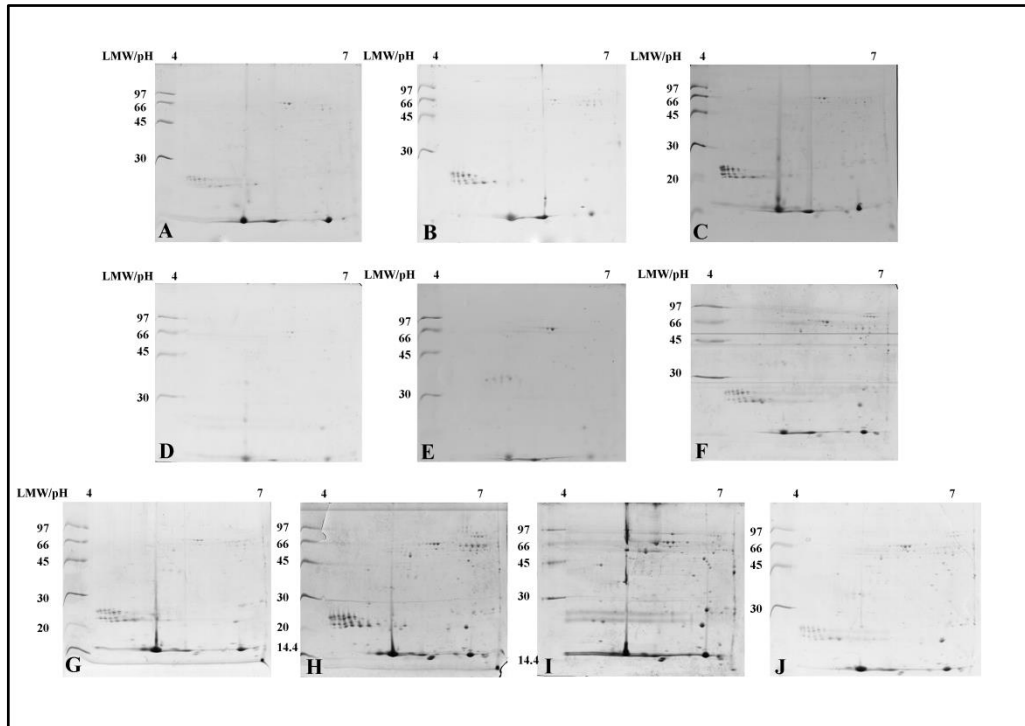 LMW/pH 4 7 LMW/pH 4 7 LMW/pH 4 7
97 97 97
66 66 66
45 45 45
30 30 30
20
A B C
LMW/pH 4 7 LMW/pH 4 7 LMW/pH 4 7
97 97 97
66 66 66
45 45 45
30 30 30
D E F
LMW/pH 4 7 4 7 4 7 4 7
97 97 97 97
66 66 66 66
45 45 45 45
30 30 30 30
20 20
14.4 14.4
G H I J